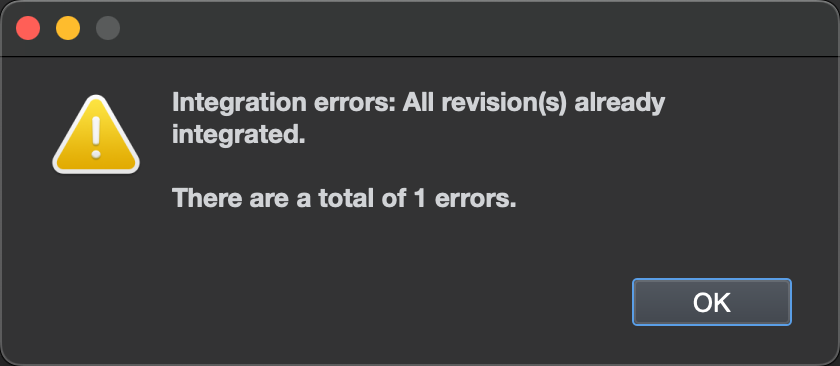 Integration errors: All revision(s) already
integrated.
There are a total of 1 errors.
OK